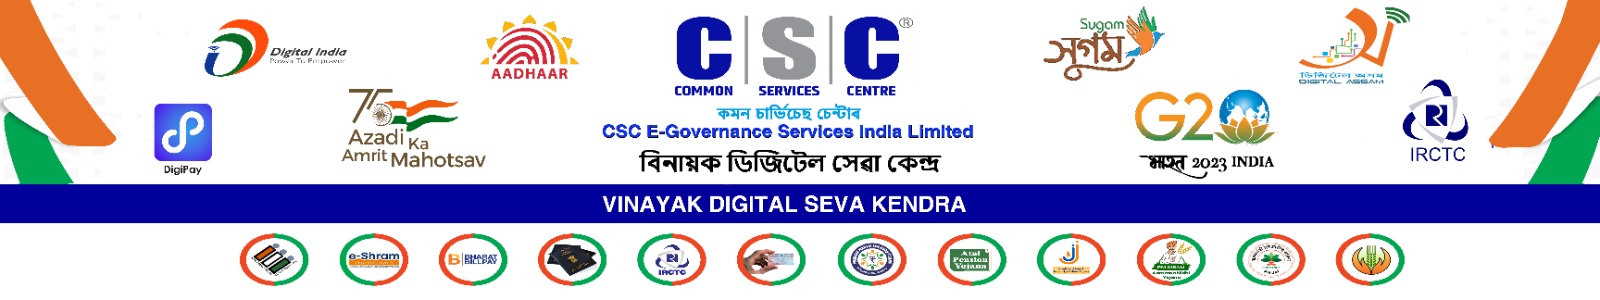 Digital India
Power To Empower
AADHAAR
CSC®
COMMON SERVICES CENTRE
Sugam
সুগম
ডিজিটেল অসম
DIGITAL ASSAM
DigiPay
75
Azadi Ka
Amrit Mahotsav
কমন চাৰ্ভিচেছ চেন্টাৰ
CSC E-Governance Services India Limited
বিনায়ক ডিজিটেল সেৱা কেন্দ্ৰ
G20
2023 INDIA
IRCTC
VINAYAK DIGITAL SEVA KENDRA
e-Shram
BHARAT
BILLPAY
IRCTC
Atal
Pension
Yojana